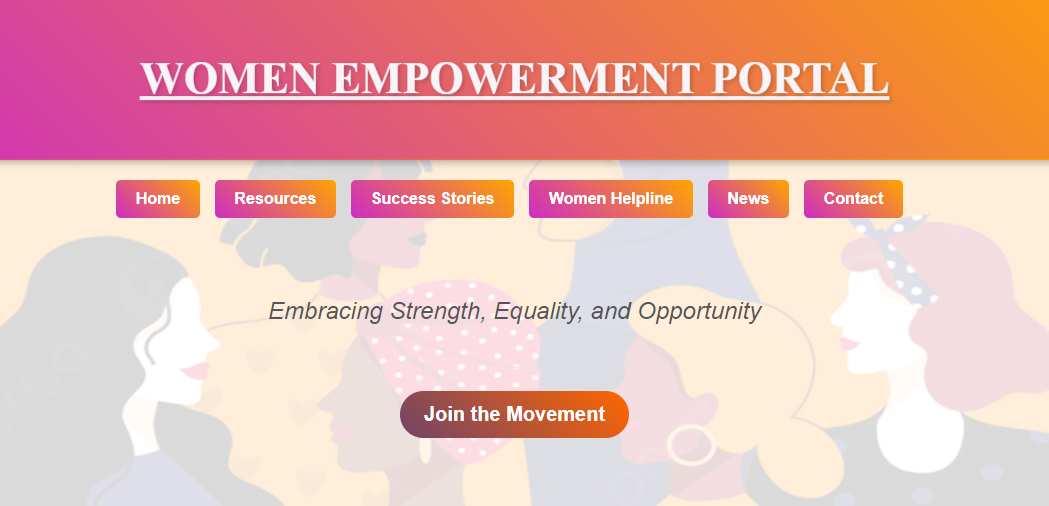 WOMEN EMPOWERMENT PORTAL
Home Resources Success Stories Women Helpline News Contact
Embracing Strength, Equality, and Opportunity
Join the Movement